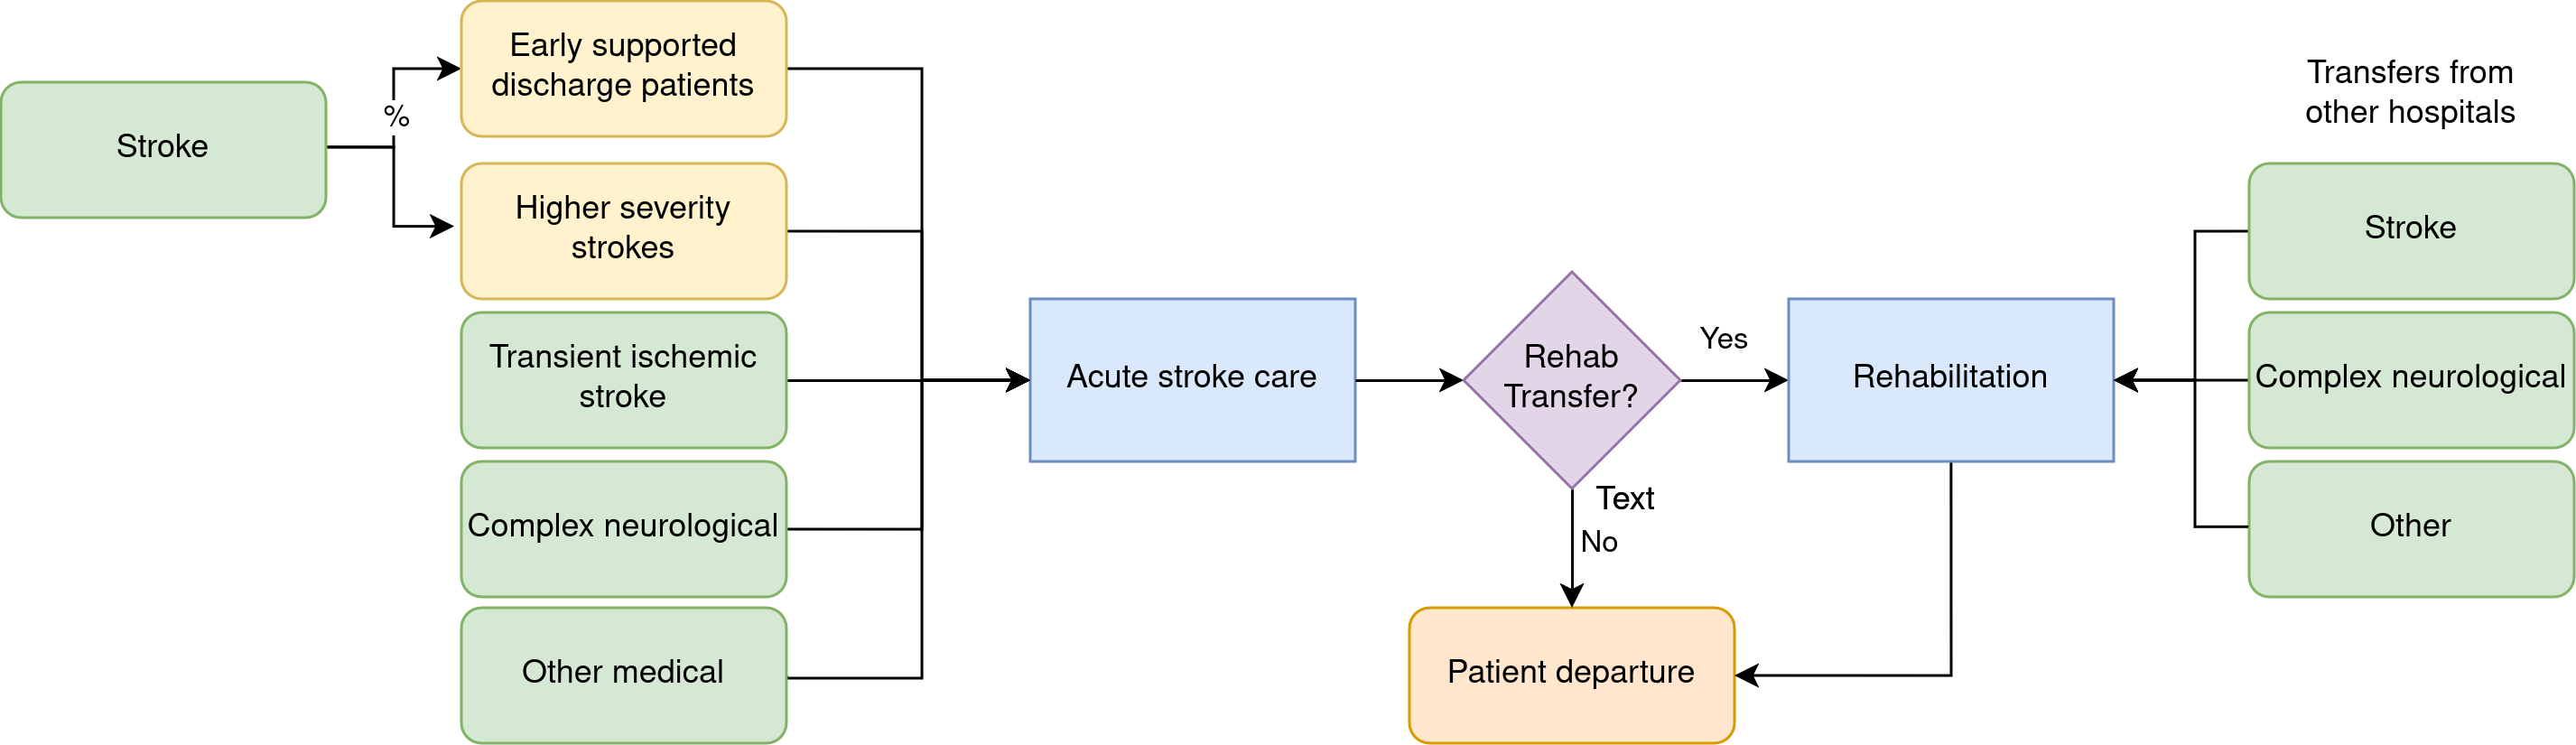 Stroke
%
Early supported
discharge patients
Higher severity
strokes
Transient ischemic
stroke
Complex neurological
Other medical
Acute stroke care
Rehab
Transfer?
Yes
Text
No
Patient departure
Rehabilitation
Transfers from
other hospitals
Stroke
Complex neurological
Other